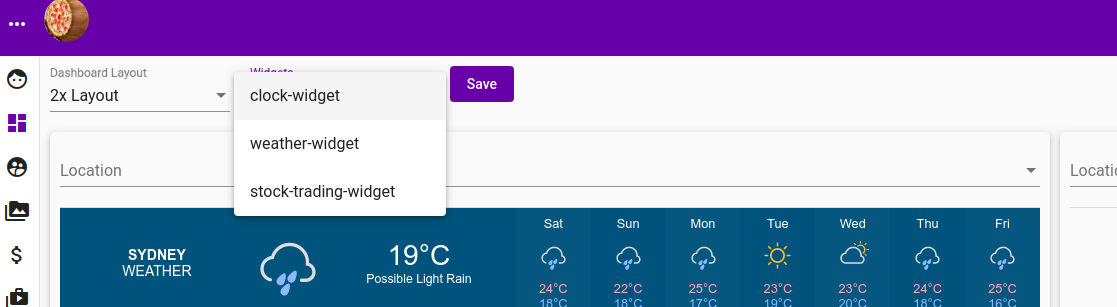 Dashboard Layout
2x Layout
Widgets
clock-widget
weather-widget
stock-trading-widget
Save
Location
SYDNEY
WEATHER
19°C
Possible Light Rain
Sat
24°C
18°C
Sun
22°C
18°C
Mon
25°C
17°C
Tue
23°C
19°C
Wed
23°C
20°C
Thu
24°C
18°C
Fri
25°C
16°C
Locati